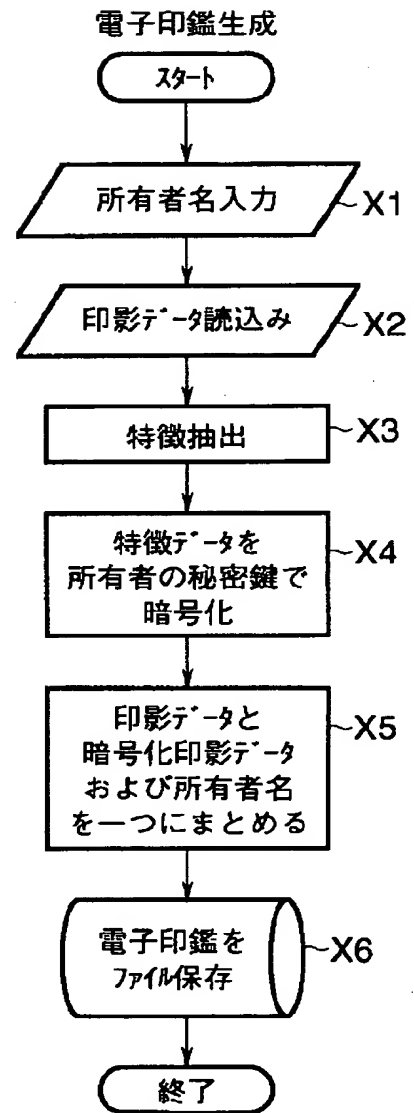 電子印鑑生成
スタート
所有者名入力
X1
印影データ読込み
X2
特徴抽出
X3
特徴データを
所有者の秘密鍵で
暗号化
X4
印影データと
暗号化印影データ
および所有者名
を一つにまとめる
X5
電子印鑑を
ファイル保存
X6
終了